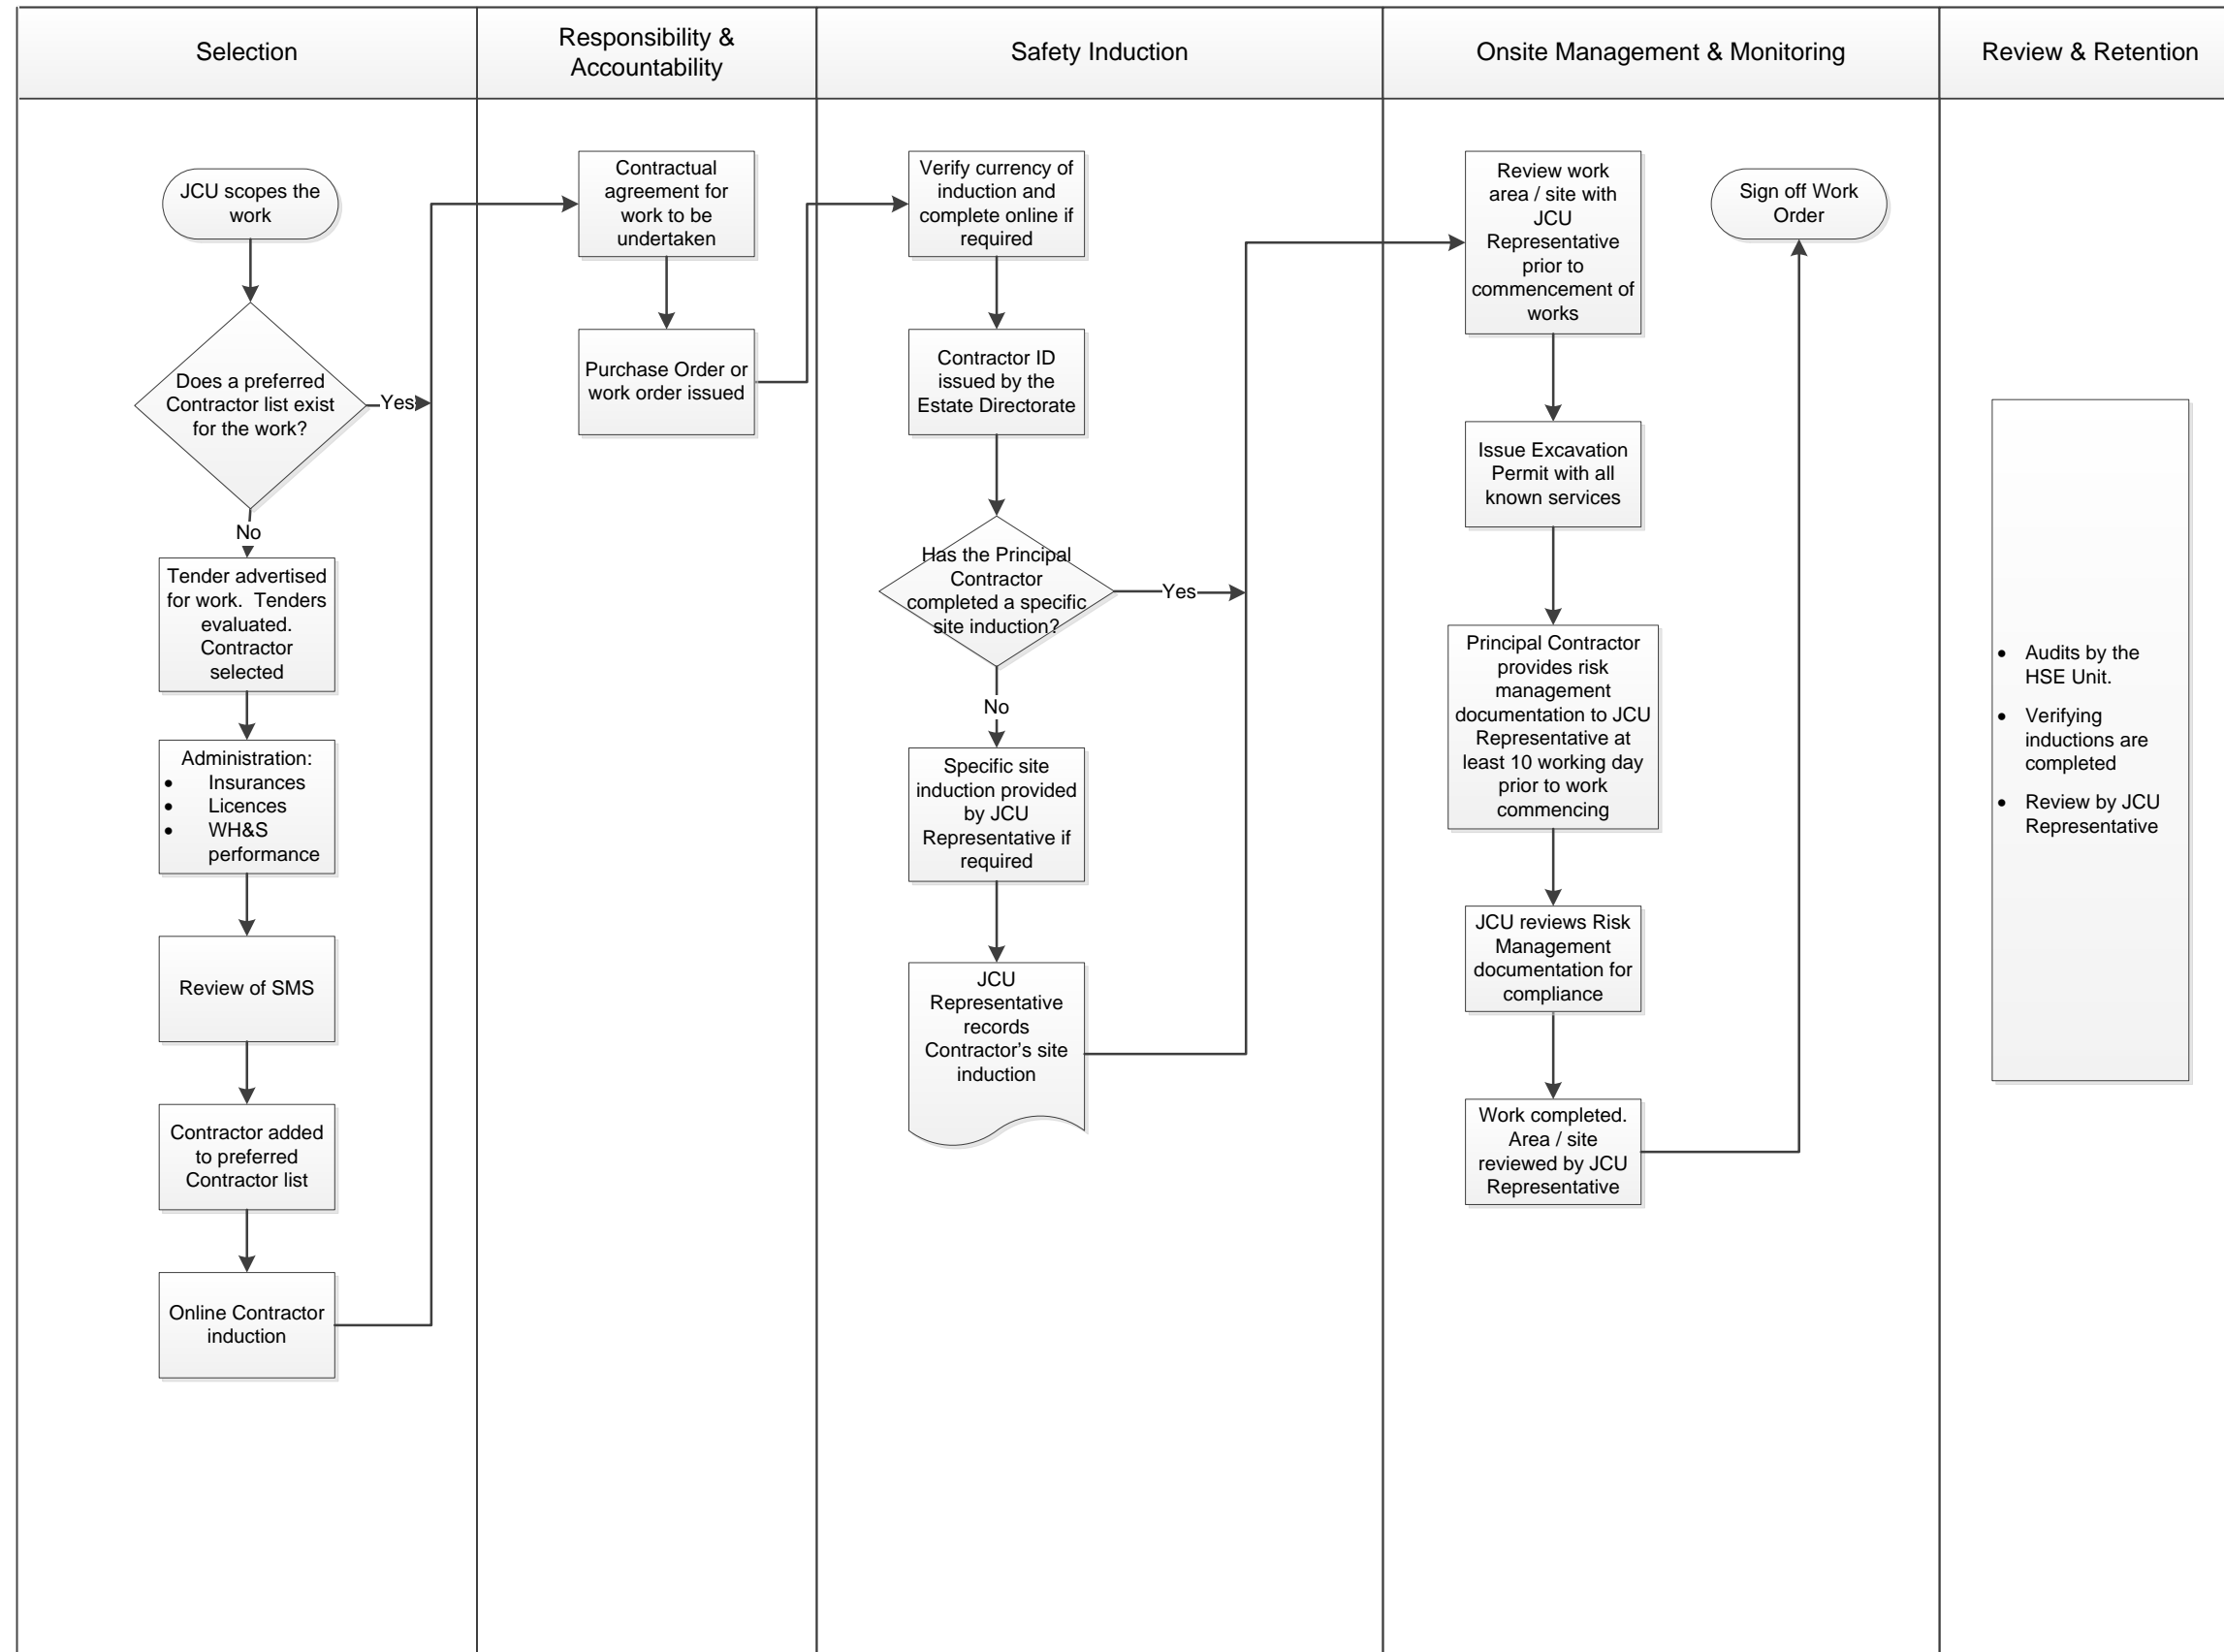 Selection
Responsibility &
Accountability
Safety Induction
Onsite Management & Monitoring
Review & Retention
JCU scopes the
work
Does a preferred
Contractor list exist
for the work?
Yes
No
Tender advertised
for work.  Tenders
evaluated.
Contractor
selected
Administration:
• Insurances
• Licences
• WH&S
performance
Review of SMS
Contractor added
to preferred
Contractor list
Online Contractor
induction
Contractual
agreement for
work to be
undertaken
Purchase Order or
work order issued
Verify currency of
induction and
complete online if
required
Contractor ID
issued by the
Estate Directorate
Has the Principal
Contractor
completed a specific
site induction?
Yes
No
Specific site
induction provided
by JCU
Representative if
required
JCU
Representative
records
Contractor’s site
induction
Review work
area / site with
JCU
Representative
prior to
commencement of
works
Issue Excavation
Permit with all
known services
Principal Contractor
provides risk
management
documentation to JCU
Representative at
least 10 working day
prior to work
commencing
JCU reviews Risk
Management
documentation for
compliance
Work completed.
Area / site
reviewed by JCU
Representative
Sign off Work
Order
• Audits by the
HSE Unit.
• Verifying
inductions are
completed
• Review by JCU
Representative